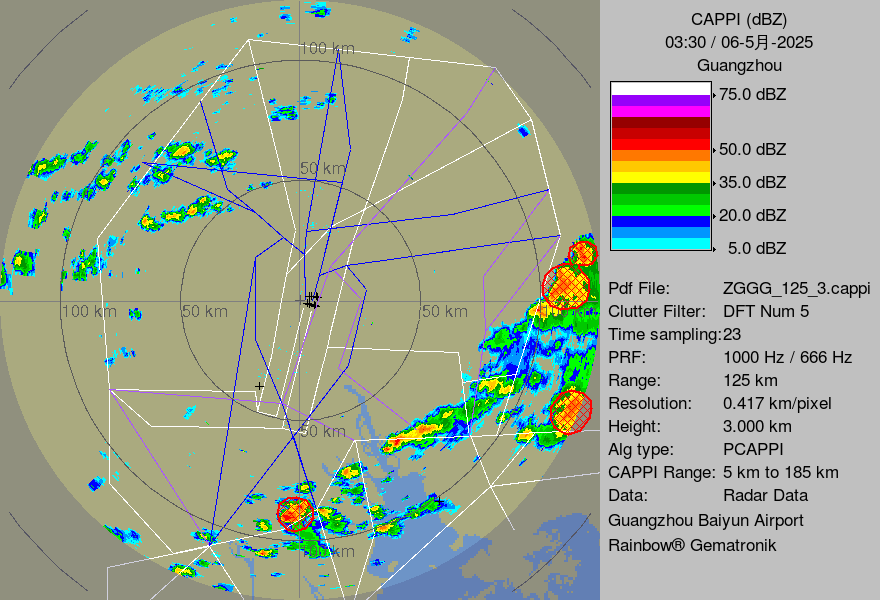 CAPPI (dBZ)
03:30 / 06-5月-2025
Guangzhou
75.0 dBZ
50.0 dBZ
35.0 dBZ
20.0 dBZ
5.0 dBZ
Pdf File: ZGGG_125_3.cappi
Clutter Filter: DFT Num 5
Time sampling:23
PRF: 1000 Hz / 666 Hz
Range: 125 km
Resolution: 0.417 km/pixel
Height: 3.000 km
Alg type: PCAPPI
CAPPI Range: 5 km to 185 km
Data: Radar Data
Guangzhou Baiyun Airport
Rainbow® Gematronik
100 km
50 km
100 km
50 km
50 km
50 km